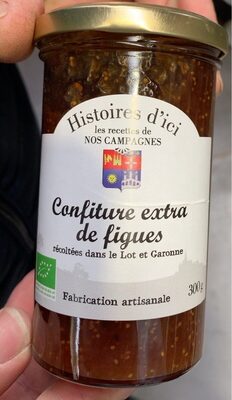 Histoires d'ici
les recettes de
NOS CAMPAGNES
Confiture extra
de figues
récoltées dans le Lot et Garonne
300g
Fabrication artisanale